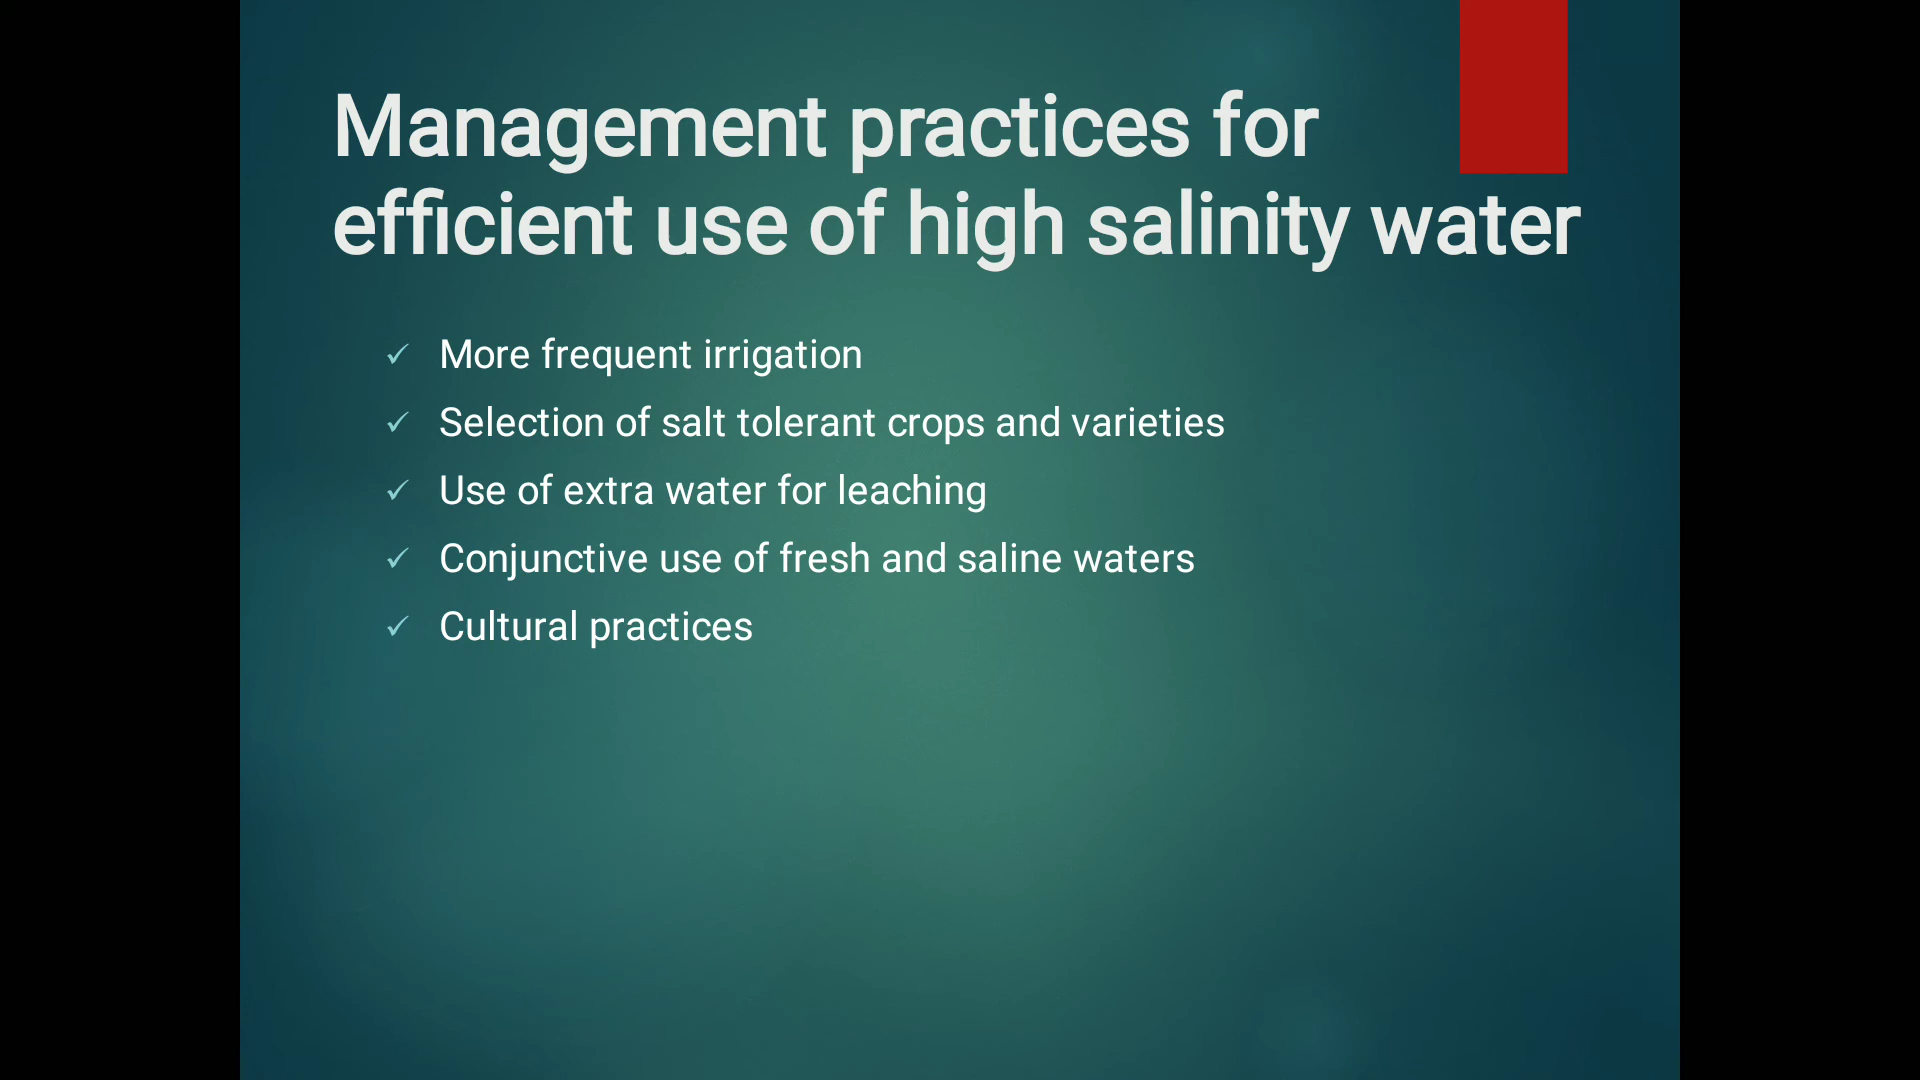 Management practices for
efficient use of high salinity water
✓ More frequent irrigation
✓ Selection of salt tolerant crops and varieties
✓ Use of extra water for leaching
✓ Conjunctive use of fresh and saline waters
✓ Cultural practices